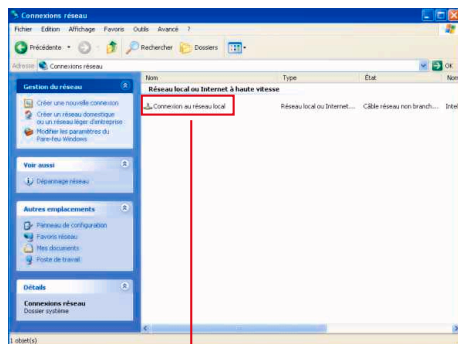 Connexions réseau
Fichier Edition Affichage Favoris Outils Avancé ?
Précédente Rechercher Dossiers
Adresse Connexions réseau OK
Nom Type État Nom
Gestion du réseau
Créer une nouvelle connexion
Créer un réseau domestique
ou un réseau léger d'entreprise
Modifier les paramètres du
Pare-feu Windows
Voir aussi
Dépannage réseau
Autres emplacements
Panneau de configuration
Favoris réseau
Mes documents
Poste de travail
Détails
Connexions réseau
Dossier système
Réseau local ou Internet à haute vitesse
Connexion au réseau local Réseau local ou Internet... Câble réseau non branch... Intel
1 objet(s)